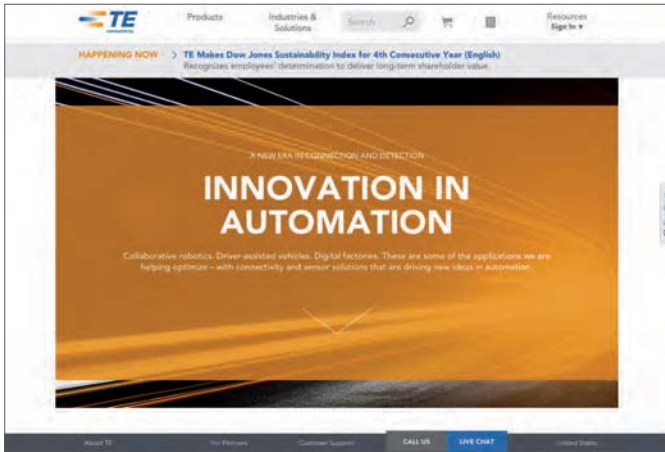 TE
connectivity
Products
Industries &
Solutions
Search
Resources
Sign In ▾
HAPPENING NOW > TE Makes Dow Jones Sustainability Index for 4th Consecutive Year (English)
Recognizes employees' determination to deliver long-term shareholder value.
A NEW ERA IN CONNECTION AND DETECTION
INNOVATION IN
AUTOMATION
Collaborative robotics. Driver-assisted vehicles. Digital factories. These are some of the applications we are
helping optimize – with connectivity and sensor solutions that are driving new ideas in automation.
About TE
For Partners
Customer Support
CALL US
LIVE CHAT
United States